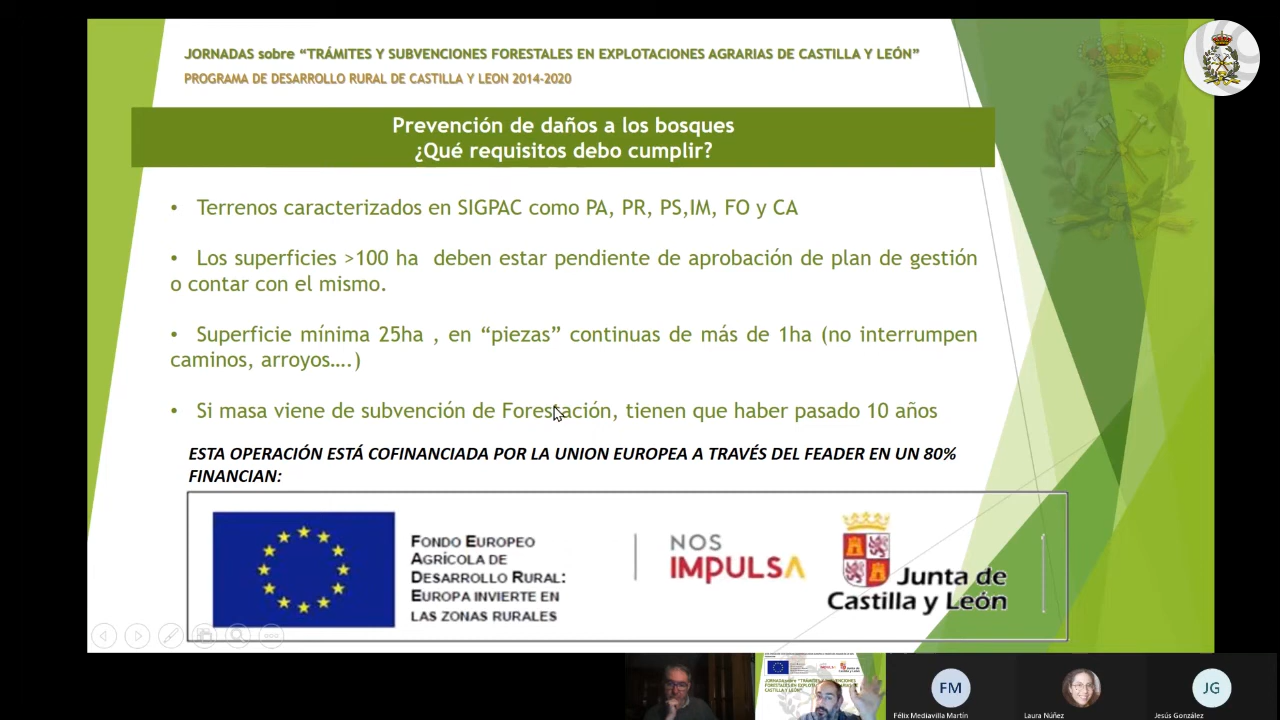 JORNADAS sobre “TRÁMITES Y SUBVENCIONES FORESTALES EN EXPLOTACIONES AGRARIAS DE CASTILLA Y LEÓN”
PROGRAMA DE DESARROLLO RURAL DE CASTILLA Y LEON 2014-2020
Prevención de daños a los bosques
¿Qué requisitos debo cumplir?
• Terrenos caracterizados en SIGPAC como PA, PR, PS,IM, FO y CA
• Los superficies >100 ha deben estar pendiente de aprobación de plan de gestión
o contar con el mismo.
• Superficie mínima 25ha , en “piezas” continuas de más de 1ha (no interrumpen
caminos, arroyos….)
• Si masa viene de subvención de Forestación, tienen que haber pasado 10 años
ESTA OPERACIÓN ESTÁ COFINANCIADA POR LA UNION EUROPEA A TRAVÉS DEL FEADER EN UN 80%
FINANCIAN:
FONDO EUROPEO
AGRÍCOLA DE
DESARROLLO RURAL:
EUROPA INVIERTE EN
LAS ZONAS RURALES
NOS
IMPULSA
Junta de
Castilla y León
FM
JG
Félix Mediavilla Martín
Laura Núñez
Jesús González